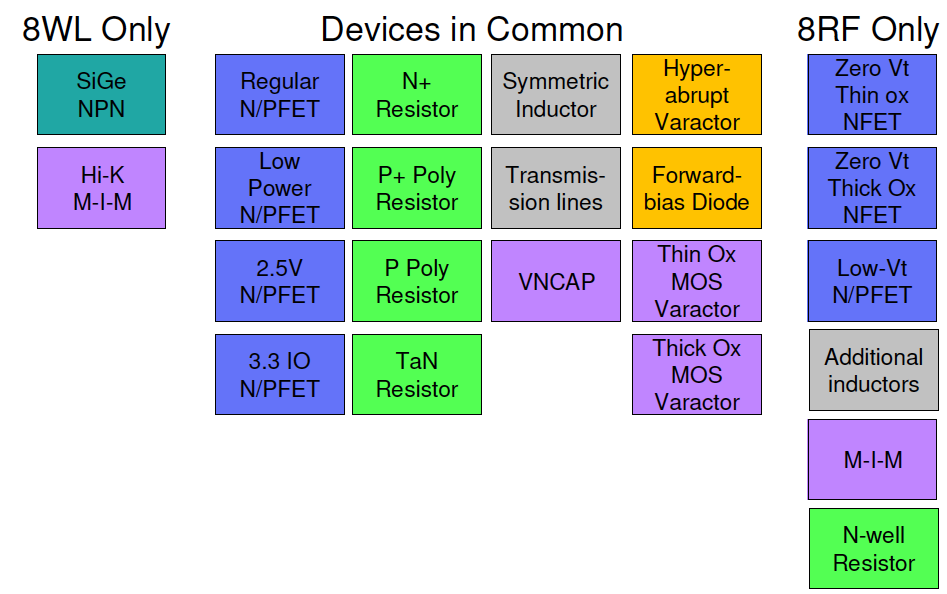 8WL Only
SiGe
NPN
Hi-K
M-I-M
Devices in Common
Regular
N/PFET
Low
Power
N/PFET
2.5V
N/PFET
3.3 IO
N/PFET
N+
Resistor
P+ Poly
Resistor
P Poly
Resistor
TaN
Resistor
Symmetric
Inductor
Transmis-
sion lines
VNCAP
Hyper-
abrupt
Varactor
Forward-
bias Diode
Thin Ox
MOS
Varactor
Thick Ox
MOS
Varactor
8RF Only
Zero Vt
Thin ox
NFET
Zero Vt
Thick Ox
NFET
Low-Vt
N/PFET
Additional
inductors
M-I-M
N-well
Resistor